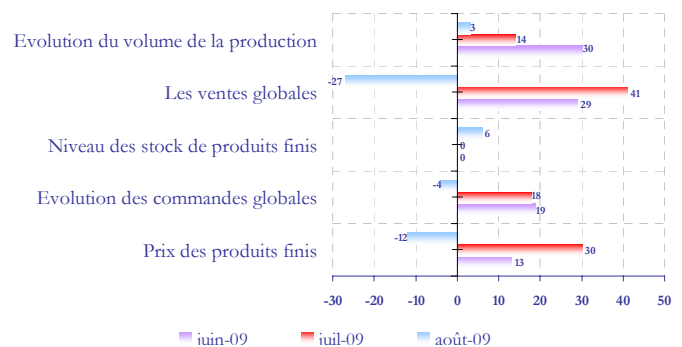 3
Evolution du volume de la production
14
30
-27
Les ventes globales
41
29
6
Niveau des stock de produits finis
0
0
-4
Evolution des commandes globales
18
19
-12
Prix des produits finis
30
13
-30 -20 -10 0 10 20 30 40 50
juin-09 juil-09 août-09